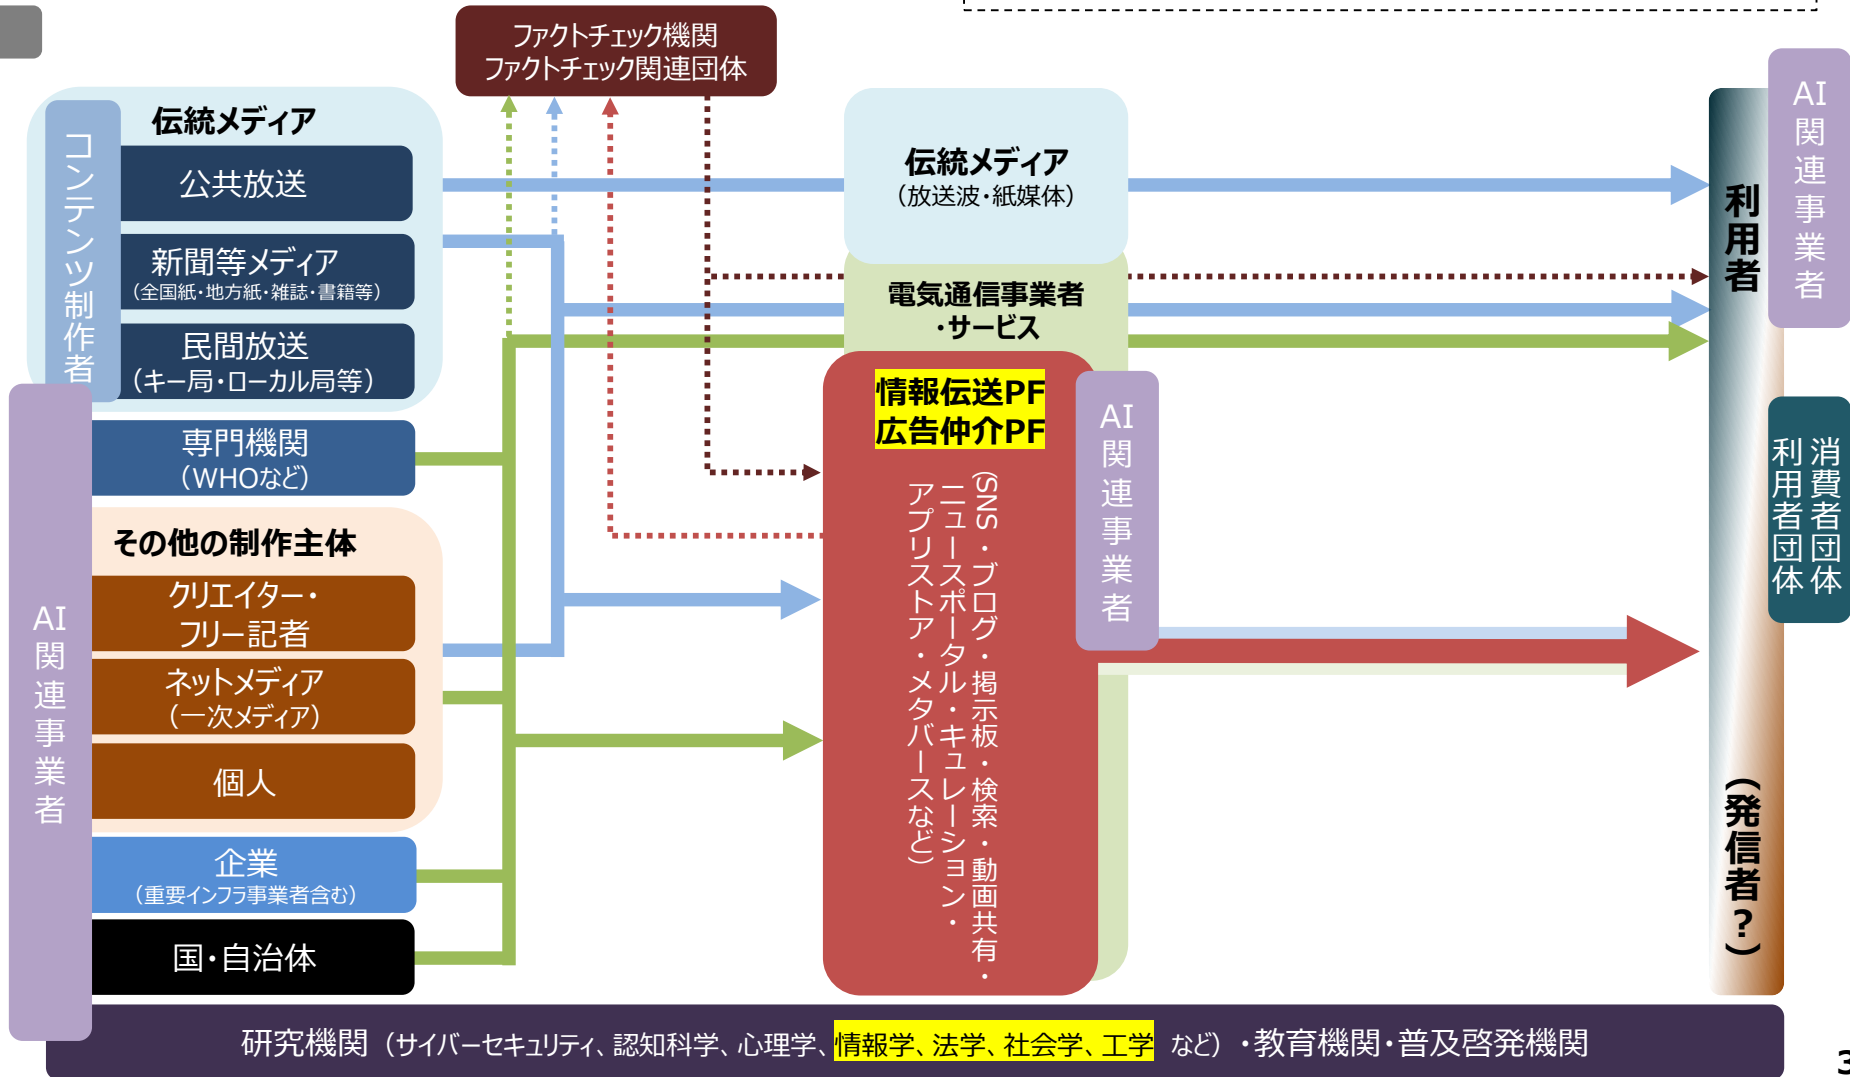 ファクトチェック機関
ファクトチェック関連団体
伝統メディア
コンテンツ制作者
公共放送
新聞等メディア
（全国紙・地方紙・雑誌・書籍等）
民間放送
（キー局・ローカル局等）
専門機関
（WHOなど）
その他の制作主体
クリエイター・
フリー記者
ネットメディア
（一次メディア）
個人
企業
（重要インフラ事業者含む）
国・自治体
AI関連事業者
伝統メディア
（放送波・紙媒体）
電気通信事業者
・サービス
情報伝送PF
広告仲介PF
（SNS・ブログ・掲示板・検索・動画共有・
ニュースポータル・キュレーション・
アプリストア・メタバースなど）
AI関連事業者
利用者
（発信者？）
AI関連事業者
消費者団体
利用者団体
研究機関（サイバーセキュリティ、認知科学、心理学、情報学、法学、社会学、工学 など）・教育機関・普及啓発機関